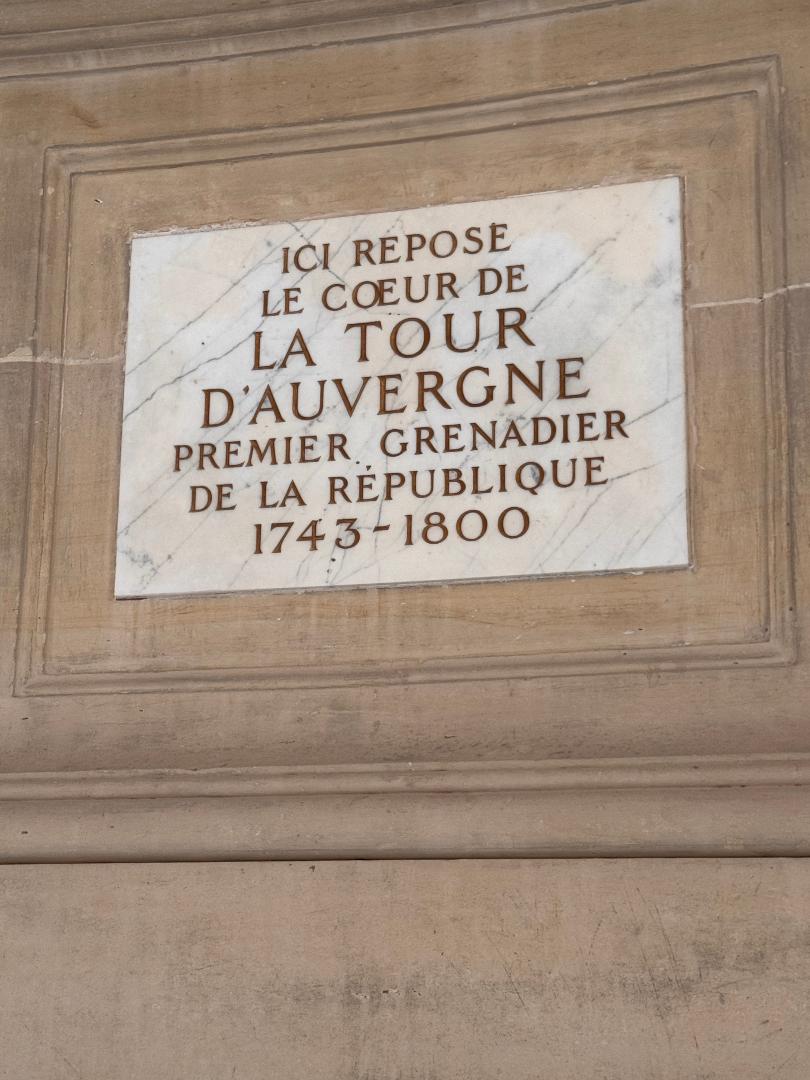 ICI REPOSE
LE CŒUR DE
LA TOUR
D'AUVERGNE
PREMIER GRENADIER
DE LA RÉPUBLIQUE
1743-1800